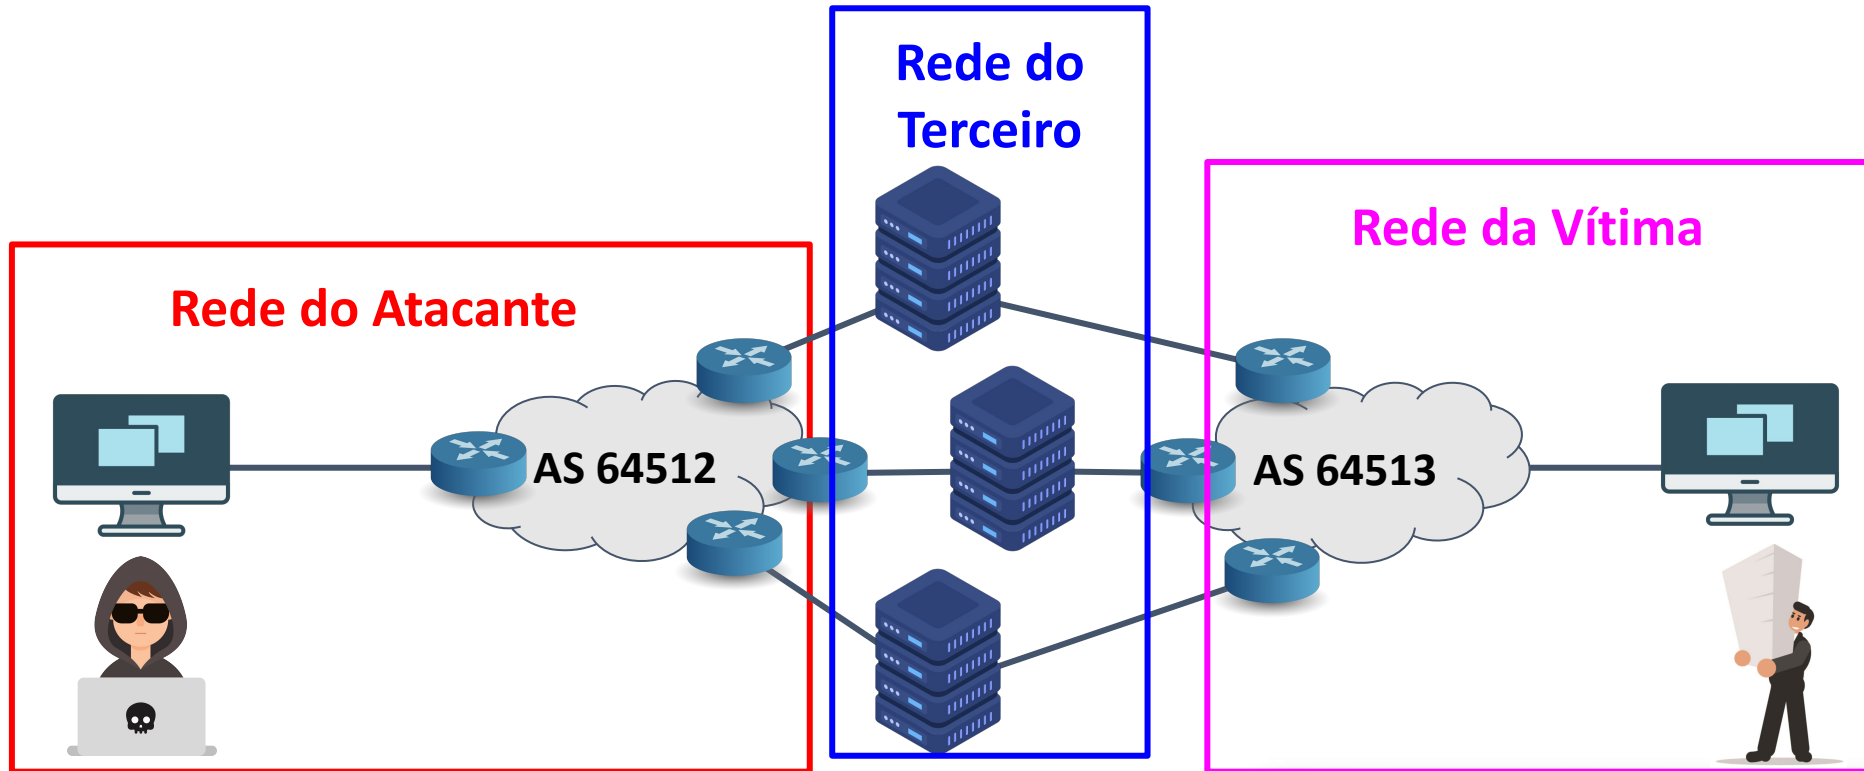 Rede do
Terceiro
Rede da Vítima
Rede do Atacante
AS 64512
AS 64513